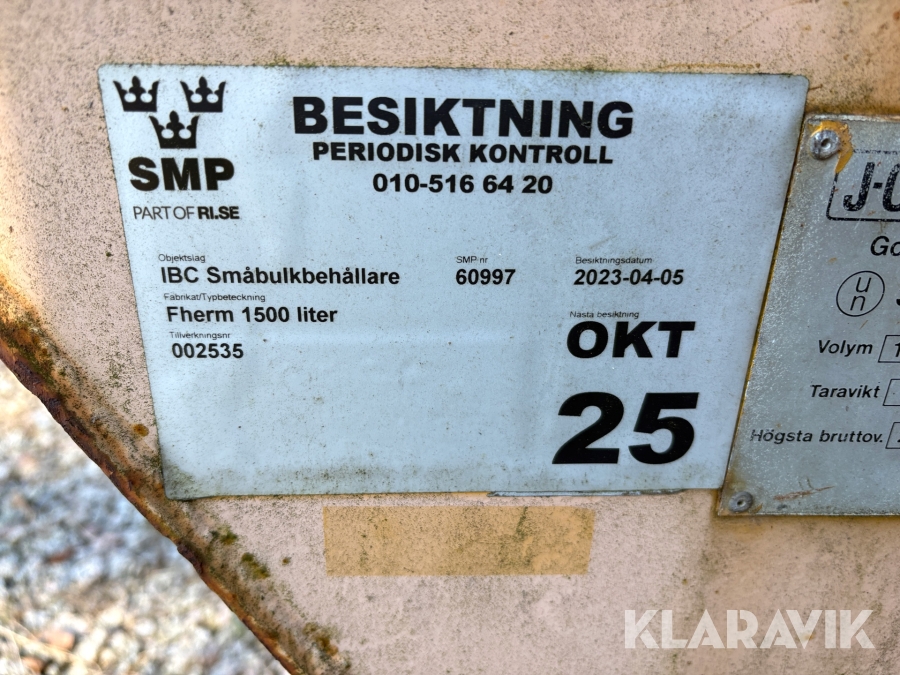 SMP
PART OF RI.SE
BESIKTNING
PERIODISK KONTROLL
010-516 64 20
Objektslag
IBC Småbulkbehållare
SMP nr
60997
Besiktningsdatum
2023-04-05
Fabrikat/Typbeteckning
Fherm 1500 liter
Tillverkningsnr
002535
Nästa besiktning
OKT
25
un
Volym
Taravikt
Högsta bruttov.
KLARAVIK